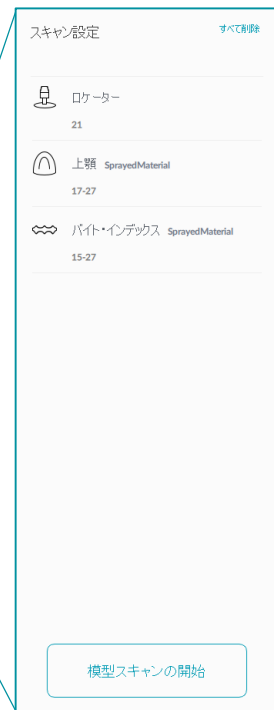 スキャン設定 すべて削除
ロケーター
21
上顎 SprayedMaterial
17-27
バイト・インデックス SprayedMaterial
15-27
模型スキャンの開始